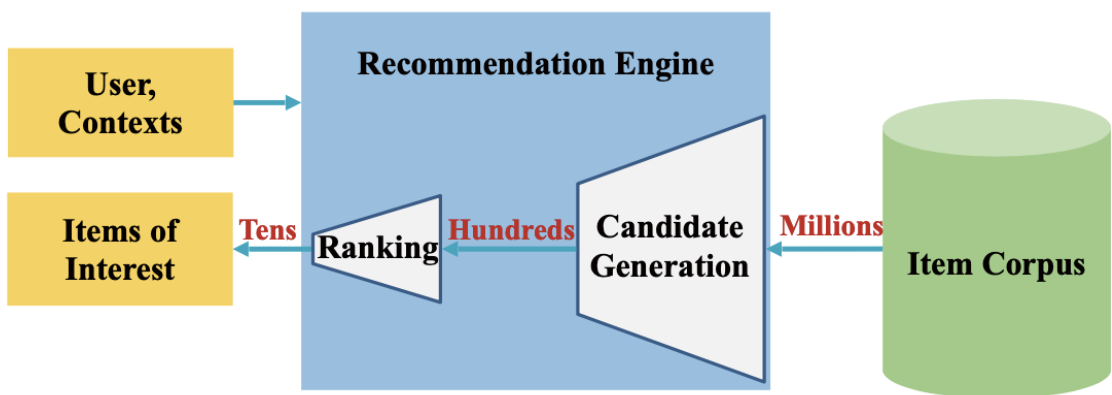 Recommendation Engine
User,
Contexts
Items of
Interest
Tens
Ranking
Hundreds
Candidate
Generation
Millions
Item Corpus